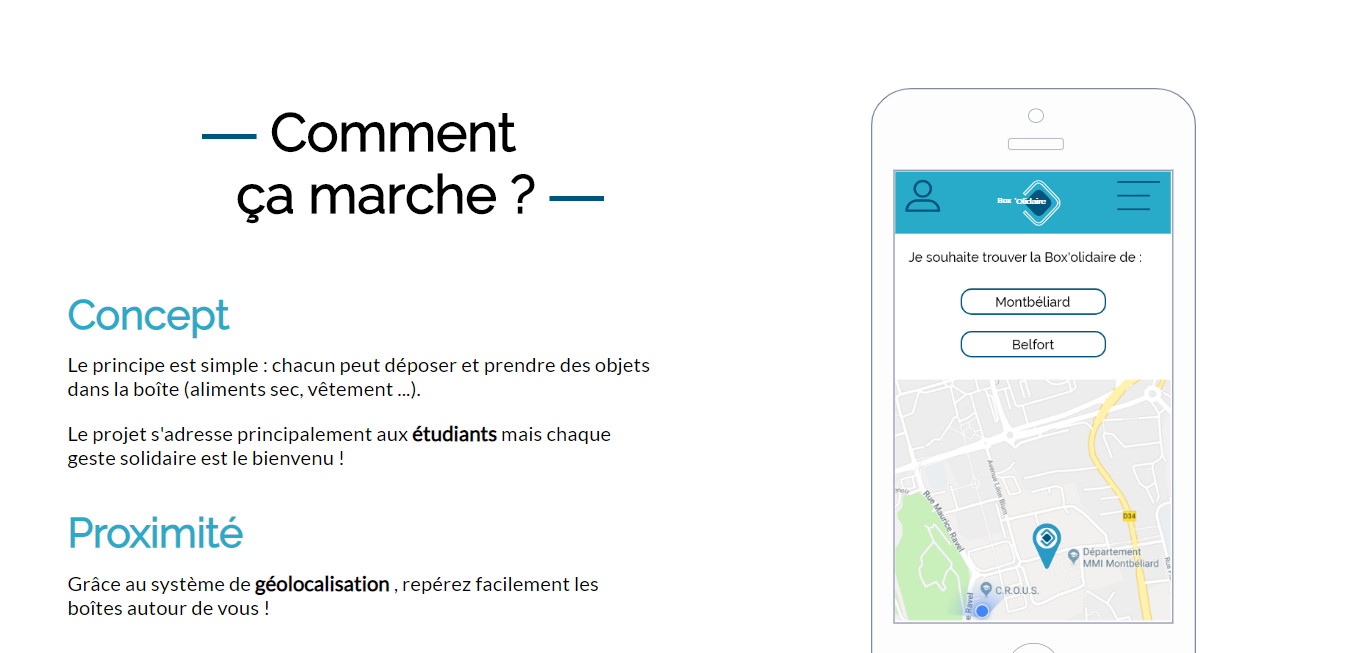 — Comment
ça marche ? —
Concept
Le principe est simple : chacun peut déposer et prendre des objets
dans la boîte (aliments sec, vêtement ...).
Le projet s'adresse principalement aux étudiants mais chaque
geste solidaire est le bienvenu !
Proximité
Grâce au système de géolocalisation , repérez facilement les
boîtes autour de vous !
Box 'Olidaire
Je souhaite trouver la Box'olidaire de :
Montbéliard
Belfort
Avenue Léon Blum
Rue Maurice Ravel
D34
Département
MMI Montbéliard
C.R.O.U.S.
e Ravel